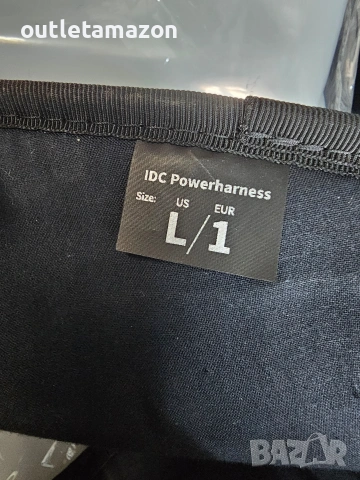 outletamazon
IDC Powerharness
Size: US EUR
L/1
BAZAR